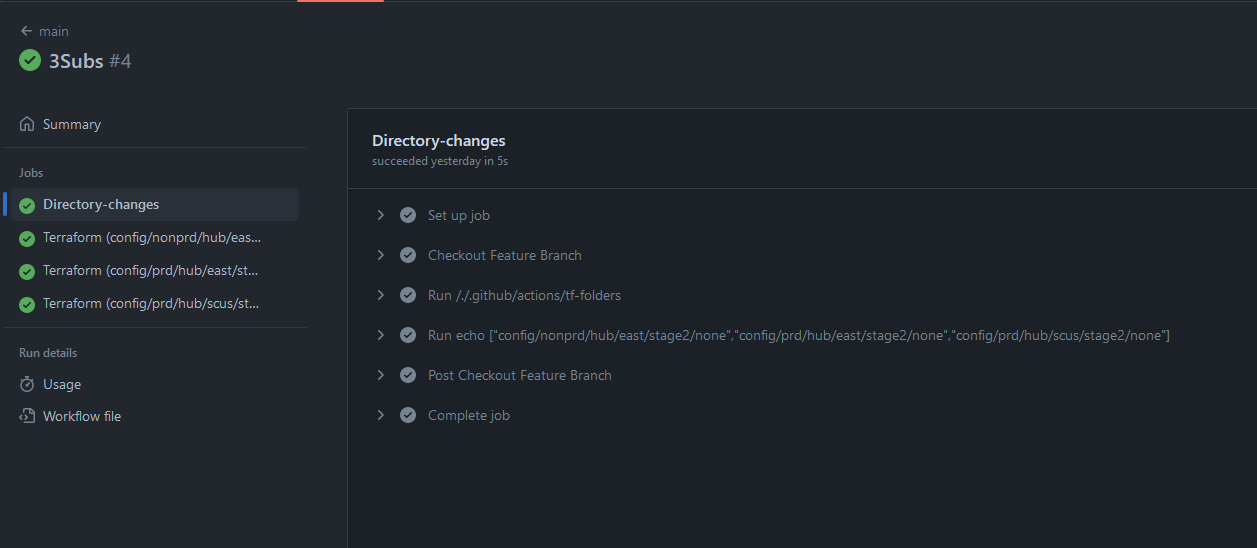 main
3Subs #4
Summary
Jobs
Directory-changes
Terraform (config/nonprd/hub/eas...
Terraform (config/prd/hub/east/st...
Terraform (config/prd/hub/scus/st...
Run details
Usage
Workflow file
Directory-changes
succeeded yesterday in 5s
Set up job
Checkout Feature Branch
Run /./.github/actions/tf-folders
Run echo ["config/nonprd/hub/east/stage2/none","config/prd/hub/east/stage2/none","config/prd/hub/scus/stage2/none"]
Post Checkout Feature Branch
Complete job